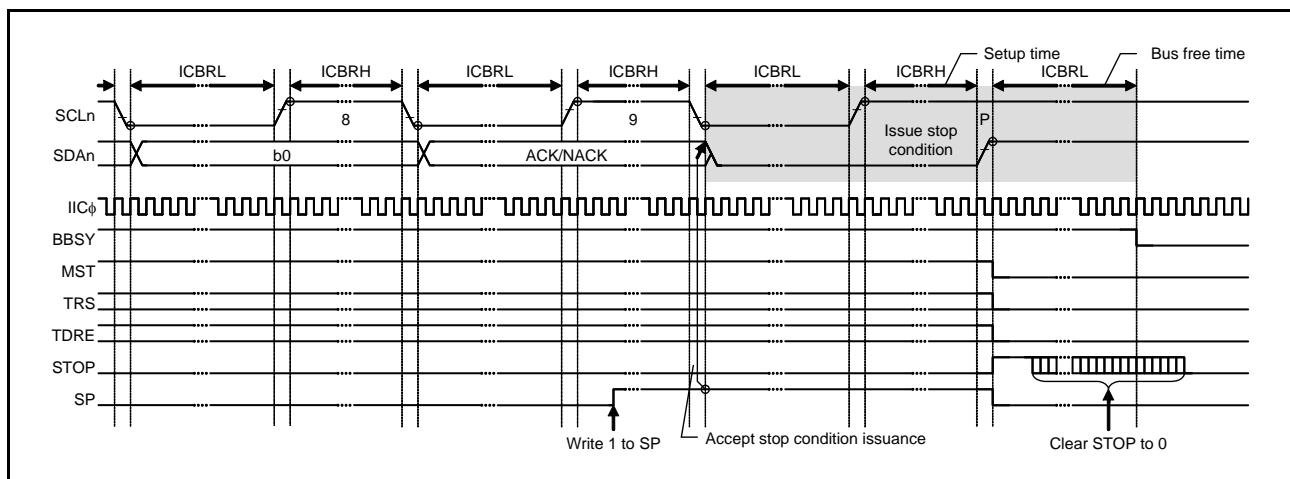 Setup time
Bus free time
ICBRL ICBRH ICBRL ICBRH ICBRL ICBRH ICBRL
SCLn
8 9 P
Issue stop
condition
SDAn
b0 ACK/NACK
IICϕ
BBSY
MST
TRS
TDRE
STOP
SP
Write 1 to SP
Accept stop condition issuance
Clear STOP to 0